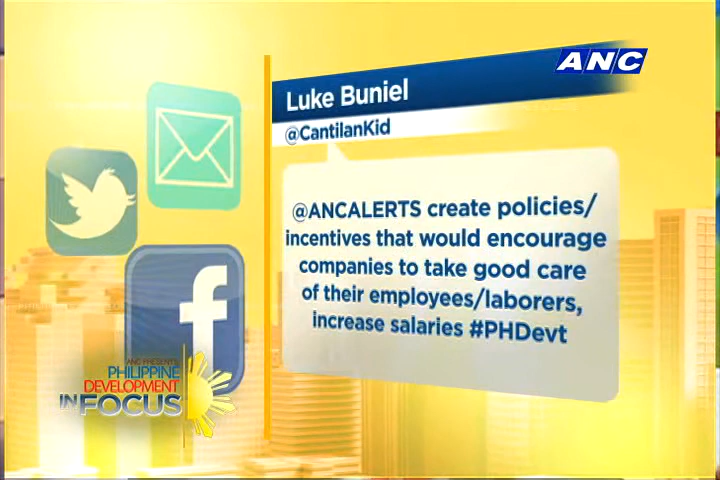 ANC
Luke Buniel
@CantilanKid
@ANCALERTS create policies/
incentives that would encourage
companies to take good care
of their employees/laborers,
increase salaries #PHDevt
f
ANC PRESENTS
PHILIPPINE
DEVELOPMENT
IN FOCUS